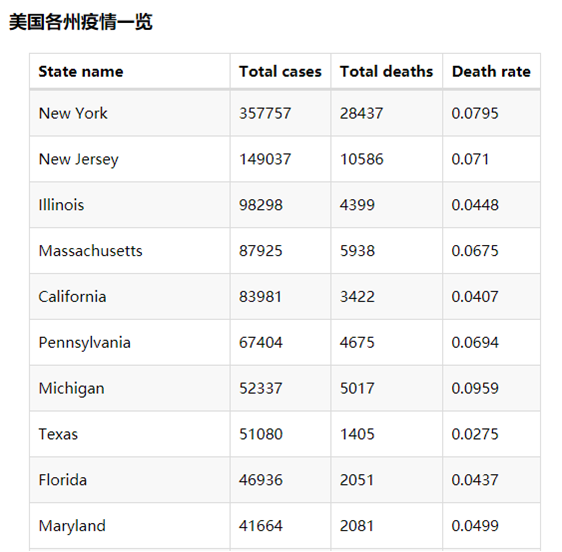 美国各州疫情一览
State name Total cases Total deaths Death rate
New York 357757 28437 0.0795
New Jersey 149037 10586 0.071
Illinois 98298 4399 0.0448
Massachusetts 87925 5938 0.0675
California 83981 3422 0.0407
Pennsylvania 67404 4675 0.0694
Michigan 52337 5017 0.0959
Texas 51080 1405 0.0275
Florida 46936 2051 0.0437
Maryland 41664 2081 0.0499